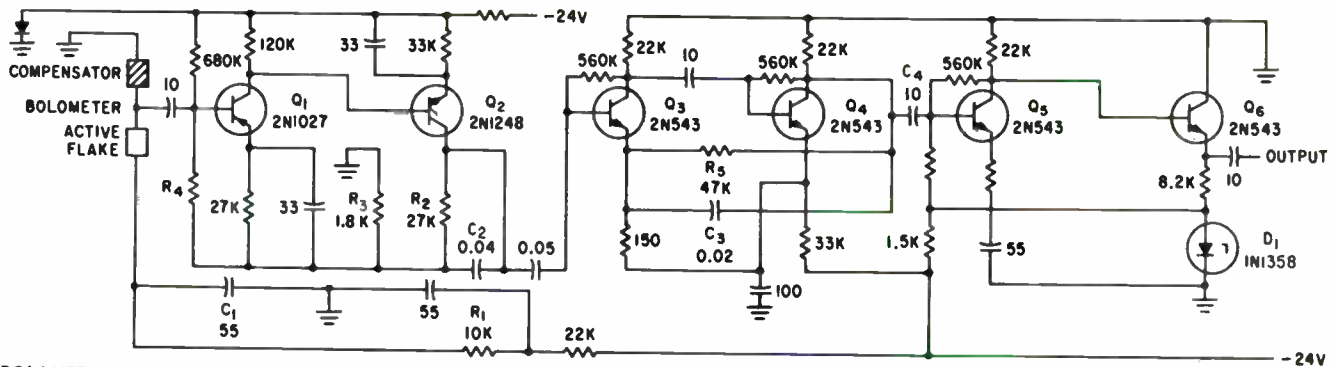 -24V
COMPENSATOR
BOLOMETER
ACTIVE
FLAKE
10
680K
120K
Q1
2N1027
33
33K
Q2
2N1248
R4
27K
33
R3
1.8K
R2
27K
C2
0.04
0.05
C1
55
55
R1
10K
22K
560K
22K
Q3
2N543
10
560K
22K
Q4
2N543
R5
47K
C3
0.02
150
100
33K
C4
10
560K
22K
Q5
2N543
1.5K
55
Q6
2N543
OUTPUT
10
8.2K
D1
1N1358
-24V